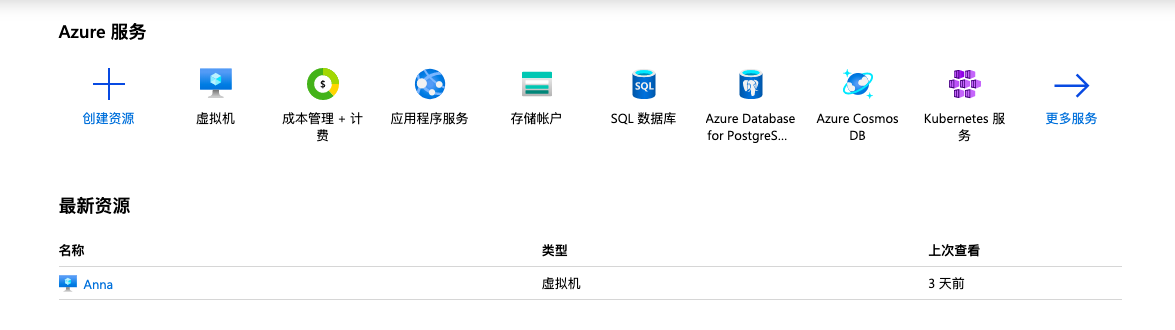 Azure 服务
创建资源
虚拟机
成本管理 + 计
费
应用程序服务
存储帐户
SQL
SQL 数据库
Azure Database
for PostgreS...
Azure Cosmos
DB
Kubernetes 服
务
更多服务
最新资源
名称 类型 上次查看
Anna 虚拟机 3 天前